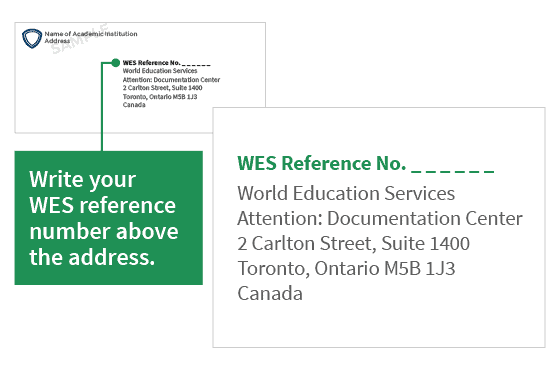 Name of Academic Institution
Address
SAMPLE
WES Reference No. _ _ _ _ _ _
World Education Services
Attention: Documentation Center
2 Carlton Street, Suite 1400
Toronto, Ontario M5B 1J3
Canada
Write your
WES reference
number above
the address.
WES Reference No. _ _ _ _ _ _
World Education Services
Attention: Documentation Center
2 Carlton Street, Suite 1400
Toronto, Ontario M5B 1J3
Canada